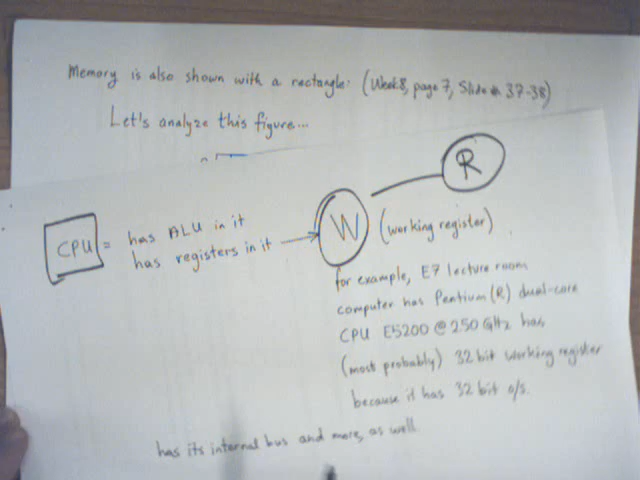 Memory is also shown with a rectangle: (Week 8, page 7, Slide # 37-38)
Let's analyze this figure...
R
CPU = has ALU in it
has registers in it → W (working register)
for example, E7 lecture room
computer has Pentium (R) dual-core
CPU E5200 @ 250 GHz has
(most probably) 32 bit working register
because it has 32 bit o/s.
has its internal bus and more, as well.